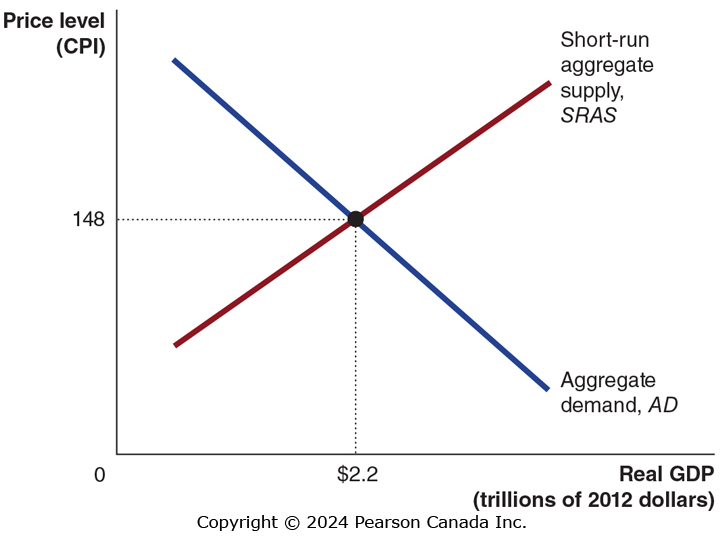 Price level
(CPI)
Short-run
aggregate
supply,
SRAS
148
Aggregate
demand, AD
0
$2.2
Real GDP
(trillions of 2012 dollars)
Copyright © 2024 Pearson Canada Inc.